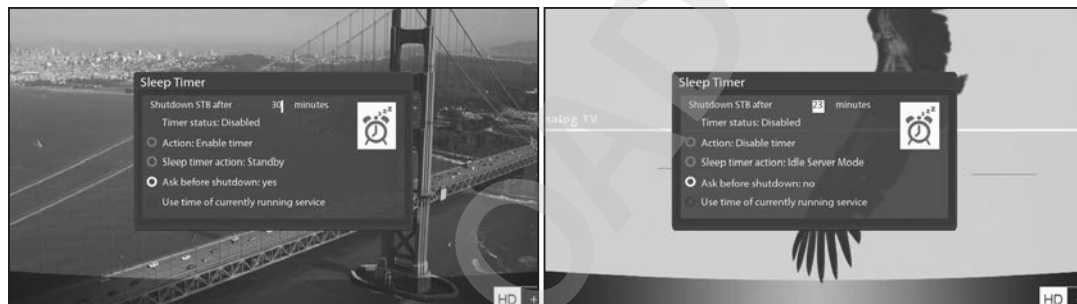 Sleep Timer
Shutdown STB after 30 minutes
Timer status: Disabled
Action: Enable timer
Sleep timer action: Standby
Ask before shutdown: yes
Use time of currently running service
HD +
Sleep Timer
Shutdown STB after 23 minutes
Timer status: Disabled
Action: Disable timer
Sleep timer action: Idle Server Mode
Ask before shutdown: no
Use time of currently running service
nalog TV
HD
OAD